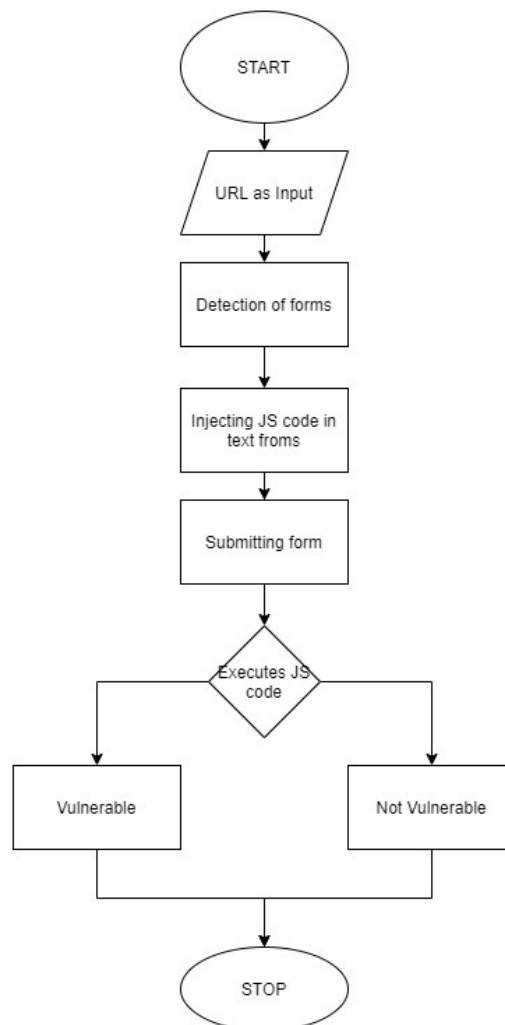 START
URL as Input
Detection of forms
Injecting JS code in
text froms
Submitting form
Executes JS
code
Vulnerable
Not Vulnerable
STOP